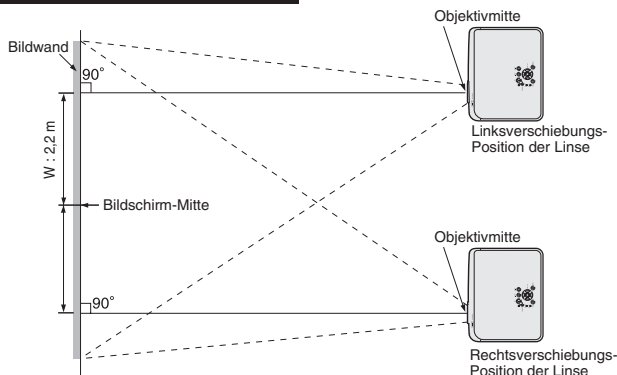 Objektivmitte
Bildwand
90°
Linksverschiebungs-
Position der Linse
W : 2,2 m
Bildschirm-Mitte
Objektivmitte
90°
Rechtsverschiebungs-
Position der Linse